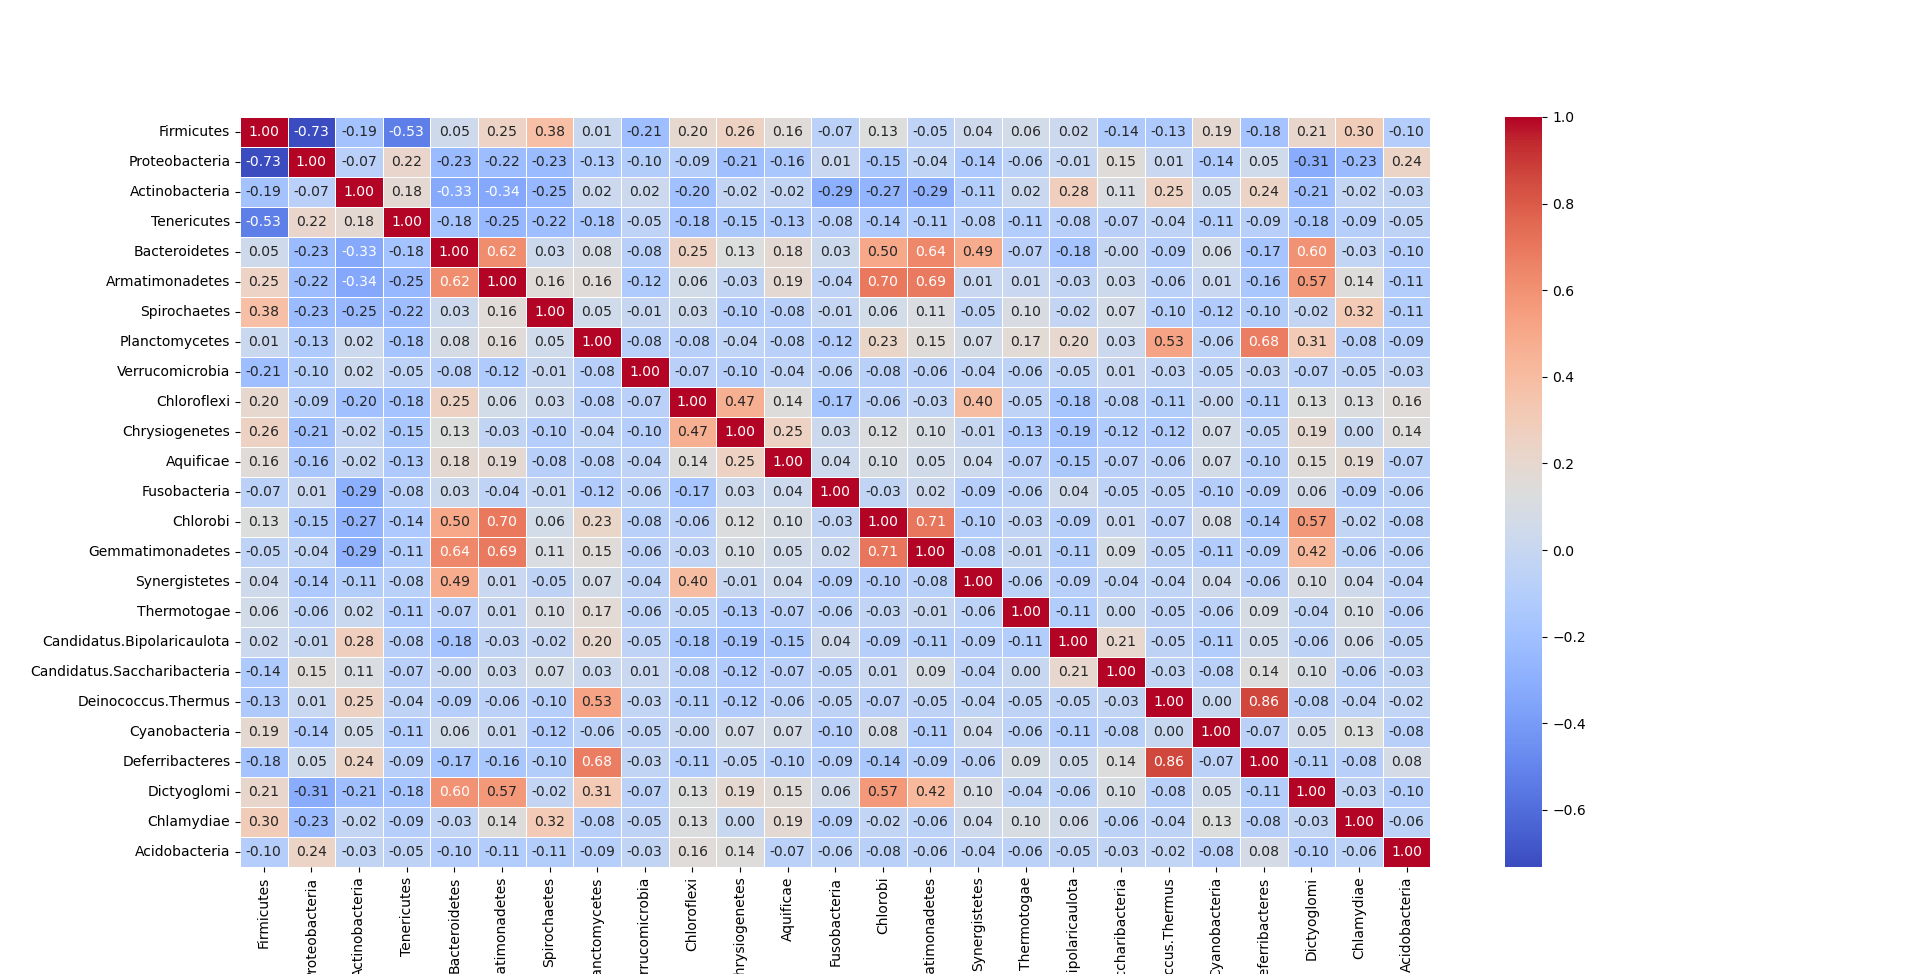 Firmicutes 1.00 -0.73 -0.19 -0.53 0.05 0.25 0.38 0.01 -0.21 0.20 0.26 0.16 -0.07 0.13 -0.05 0.04 0.06 0.02 -0.14 -0.13 0.19 -0.18 0.21 0.30 -0.10 1.0
Proteobacteria -0.73 1.00 -0.07 0.22 -0.23 -0.22 -0.23 -0.13 -0.10 -0.09 -0.21 -0.16 0.01 -0.15 -0.04 -0.14 -0.06 -0.01 0.15 0.01 -0.14 0.05 -0.31 -0.23 0.24
Actinobacteria -0.19 -0.07 1.00 0.18 -0.33 -0.34 -0.25 0.02 0.02 -0.20 -0.02 -0.02 -0.29 -0.27 -0.29 -0.11 0.02 0.28 0.11 0.25 0.05 0.24 -0.21 -0.02 -0.03 0.8
Tenericutes -0.53 0.22 0.18 1.00 -0.18 -0.25 -0.22 -0.18 -0.05 -0.18 -0.15 -0.13 -0.08 -0.14 -0.11 -0.08 -0.11 -0.08 -0.07 -0.04 -0.11 -0.09 -0.18 -0.09 -0.05
Bacteroidetes 0.05 -0.23 -0.33 -0.18 1.00 0.62 0.03 0.08 -0.08 0.25 0.13 0.18 0.03 0.50 0.64 0.49 -0.07 -0.18 -0.00 -0.09 0.06 -0.17 0.60 -0.03 -0.10
Armatimonadetes 0.25 -0.22 -0.34 -0.25 0.62 1.00 0.16 0.16 -0.12 0.06 -0.03 0.19 -0.04 0.70 0.69 0.01 0.01 -0.03 0.03 -0.06 0.01 -0.16 0.57 0.14 -0.11 0.6
Spirochaetes 0.38 -0.23 -0.25 -0.22 0.03 0.16 1.00 0.05 -0.01 0.03 -0.10 -0.08 -0.01 0.06 0.11 -0.05 0.10 -0.02 0.07 -0.10 -0.12 -0.10 -0.02 0.32 -0.11
Planctomycetes 0.01 -0.13 0.02 -0.18 0.08 0.16 0.05 1.00 -0.08 -0.08 -0.04 -0.08 -0.12 0.23 0.15 0.07 0.17 0.20 0.03 0.53 -0.06 0.68 0.31 -0.08 -0.09
Verrucomicrobia -0.21 -0.10 0.02 -0.05 -0.08 -0.12 -0.01 -0.08 1.00 -0.07 -0.10 -0.04 -0.06 -0.08 -0.06 -0.04 -0.06 -0.05 0.01 -0.03 -0.05 -0.03 -0.07 -0.05 -0.03 0.4
Chloroflexi 0.20 -0.09 -0.20 -0.18 0.25 0.06 0.03 -0.08 -0.07 1.00 0.47 0.14 -0.17 -0.06 -0.03 0.40 -0.05 -0.18 -0.08 -0.11 -0.00 -0.11 0.13 0.13 0.16
Chrysiogenetes 0.26 -0.21 -0.02 -0.15 0.13 -0.03 -0.10 -0.04 -0.10 0.47 1.00 0.25 0.03 0.12 0.10 -0.01 -0.13 -0.19 -0.12 -0.12 0.07 -0.05 0.19 0.00 0.14
Aquificae 0.16 -0.16 -0.02 -0.13 0.18 0.19 -0.08 -0.08 -0.04 0.14 0.25 1.00 0.04 0.10 0.05 0.04 -0.07 -0.15 -0.07 -0.06 0.07 -0.10 0.15 0.19 -0.07 0.2
Fusobacteria -0.07 0.01 -0.29 -0.08 0.03 -0.04 -0.01 -0.12 -0.06 -0.17 0.03 0.04 1.00 -0.03 0.02 -0.09 -0.06 0.04 -0.05 -0.05 -0.10 -0.09 0.06 -0.09 -0.06
Chlorobi 0.13 -0.15 -0.27 -0.14 0.50 0.70 0.06 0.23 -0.08 -0.06 0.12 0.10 -0.03 1.00 0.71 -0.10 -0.03 -0.09 0.01 -0.07 0.08 -0.14 0.57 -0.02 -0.08
Gemmatimonadetes -0.05 -0.04 -0.29 -0.11 0.64 0.69 0.11 0.15 -0.06 -0.03 0.10 0.05 0.02 0.71 1.00 -0.08 -0.01 -0.11 0.09 -0.05 -0.11 -0.09 0.42 -0.06 -0.06 0.0
Synergistetes 0.04 -0.14 -0.11 -0.08 0.49 0.01 -0.05 0.07 -0.04 0.40 -0.01 0.04 -0.09 -0.10 -0.08 1.00 -0.06 -0.09 -0.04 -0.04 0.04 -0.06 0.10 0.04 -0.04
Thermotogae 0.06 -0.06 0.02 -0.11 -0.07 0.01 0.10 0.17 -0.06 -0.05 -0.13 -0.07 -0.06 -0.03 -0.01 -0.06 1.00 -0.11 0.00 -0.05 -0.06 0.09 -0.04 0.10 -0.06
Candidatus.Bipolaricaulota 0.02 -0.01 0.28 -0.08 -0.18 -0.03 -0.02 0.20 -0.05 -0.18 -0.19 -0.15 0.04 -0.09 -0.11 -0.09 -0.11 1.00 0.21 -0.05 -0.11 0.05 -0.06 0.06 -0.05 −0.2
Candidatus.Saccharibacteria -0.14 0.15 0.11 -0.07 -0.00 0.03 0.07 0.03 0.01 -0.08 -0.12 -0.07 -0.05 0.01 0.09 -0.04 0.00 0.21 1.00 -0.03 -0.08 0.14 0.10 -0.06 -0.03
Deinococcus.Thermus -0.13 0.01 0.25 -0.04 -0.09 -0.06 -0.10 0.53 -0.03 -0.11 -0.12 -0.06 -0.05 -0.07 -0.05 -0.04 -0.05 -0.05 -0.03 1.00 0.00 0.86 -0.08 -0.04 -0.02
Cyanobacteria 0.19 -0.14 0.05 -0.11 0.06 0.01 -0.12 -0.06 -0.05 -0.00 0.07 0.07 -0.10 0.08 -0.11 0.04 -0.06 -0.11 -0.08 0.00 1.00 -0.07 0.05 0.13 -0.08 −0.4
Deferribacteres -0.18 0.05 0.24 -0.09 -0.17 -0.16 -0.10 0.68 -0.03 -0.11 -0.05 -0.10 -0.09 -0.14 -0.09 -0.06 0.09 0.05 0.14 0.86 -0.07 1.00 -0.11 -0.08 0.08
Dictyoglomi 0.21 -0.31 -0.21 -0.18 0.60 0.57 -0.02 0.31 -0.07 0.13 0.19 0.15 0.06 0.57 0.42 0.10 -0.04 -0.06 0.10 -0.08 0.05 -0.11 1.00 -0.03 -0.10
Chlamydiae 0.30 -0.23 -0.02 -0.09 -0.03 0.14 0.32 -0.08 -0.05 0.13 0.00 0.19 -0.09 -0.02 -0.06 0.04 0.10 0.06 -0.06 -0.04 0.13 -0.08 -0.03 1.00 -0.06 −0.6
Acidobacteria -0.10 0.24 -0.03 -0.05 -0.10 -0.11 -0.11 -0.09 -0.03 0.16 0.14 -0.07 -0.06 -0.08 -0.06 -0.04 -0.06 -0.05 -0.03 -0.02 -0.08 0.08 -0.10 -0.06 1.00
Firmicutes
Actinobacteria
Tenericutes
Bacteroidetes
Spirochaetes
Chloroflexi
Aquificae
Fusobacteria
Chlorobi
Synergistetes
Thermotogae
Cyanobacteria
Dictyoglomi
Chlamydiae
Acidobacteria